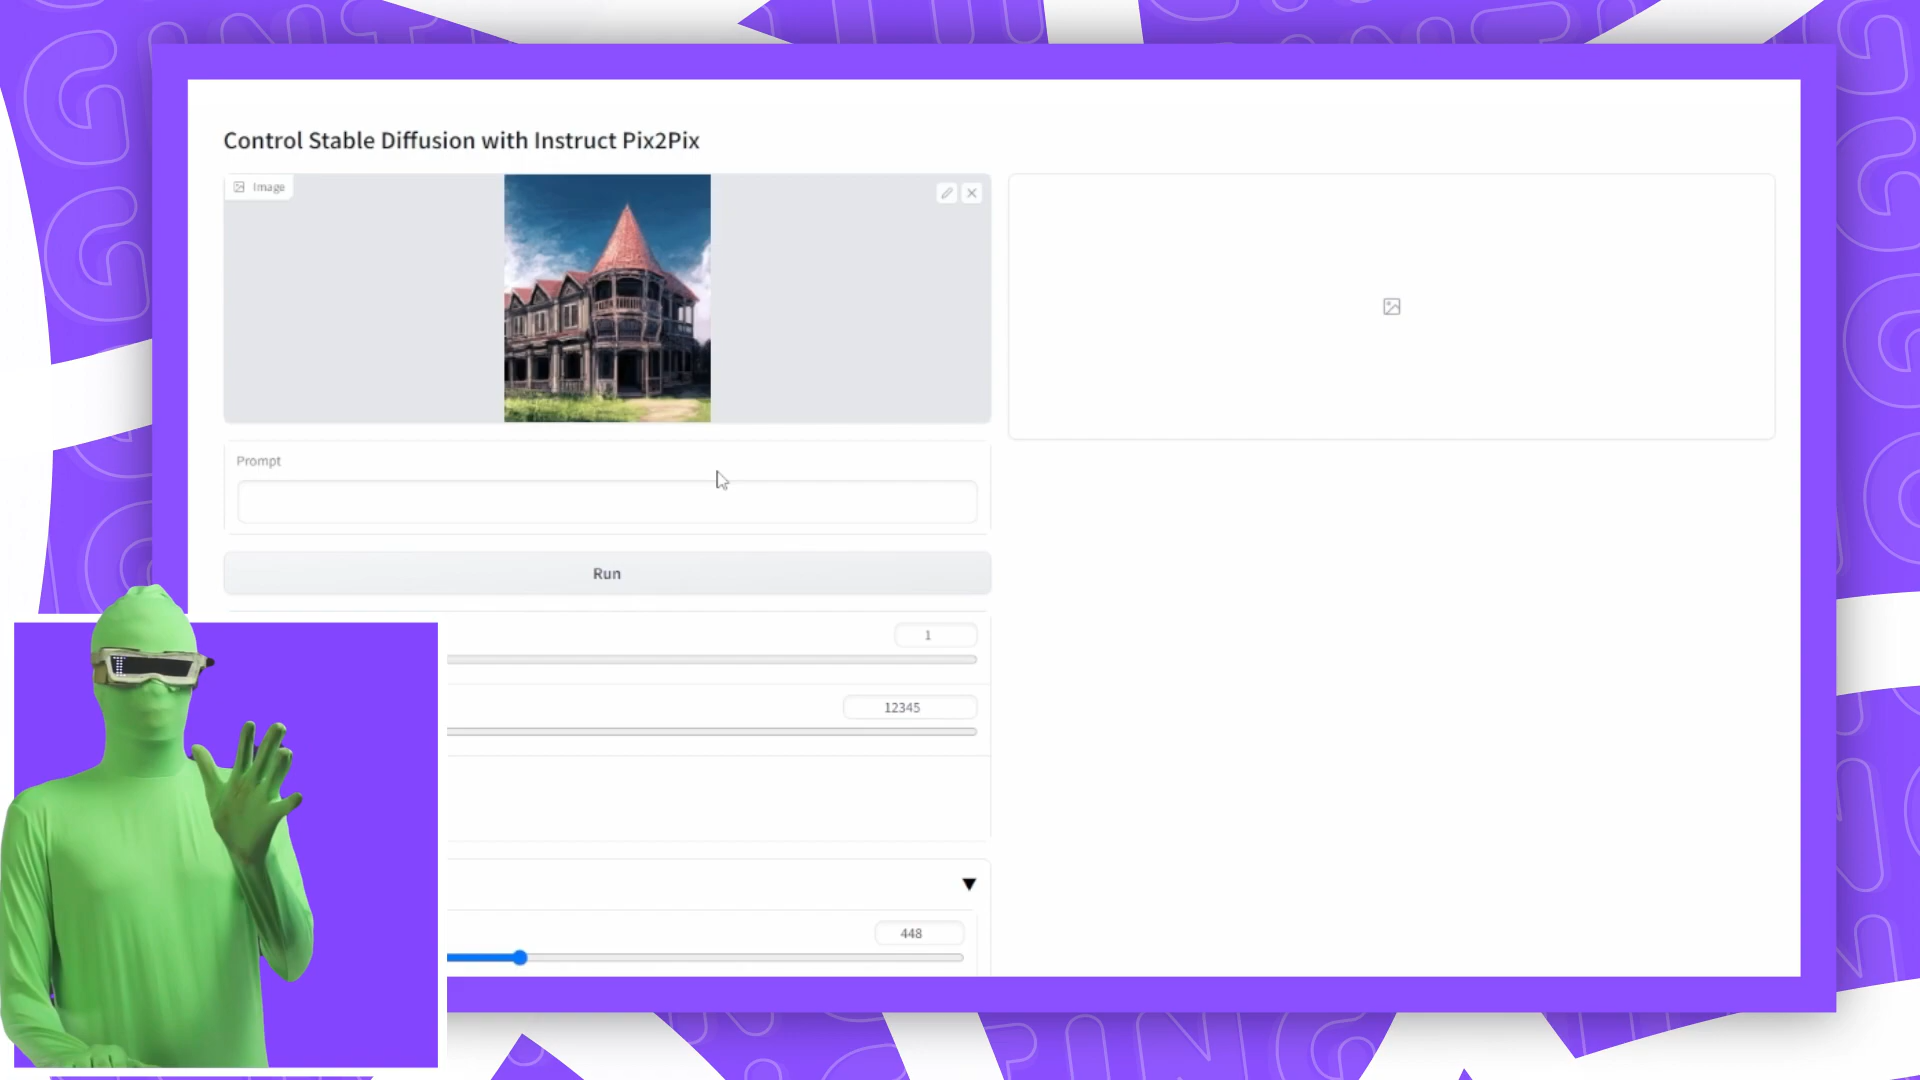 Control Stable Diffusion with Instruct Pix2Pix
Image
Prompt
Run
1
12345
448